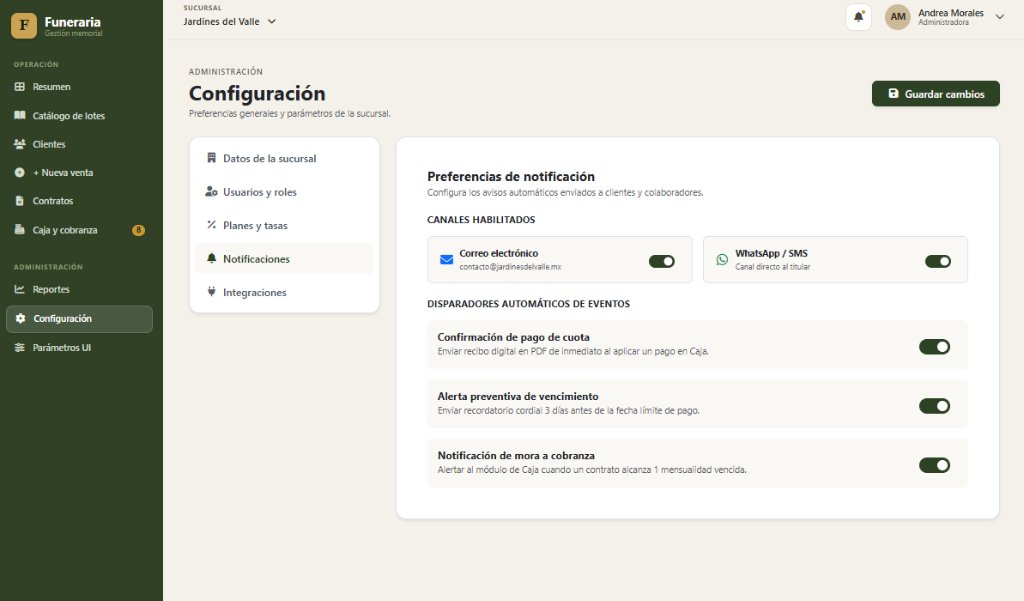 F
Funeraria
Gestión memorial
OPERACIÓN
Resumen
Catálogo de lotes
Clientes
+ Nueva venta
Contratos
Caja y cobranza
8
ADMINISTRACIÓN
Reportes
Configuración
Parámetros UI
SUCURSAL
Jardines del Valle
AM
Andrea Morales
Administradora
ADMINISTRACIÓN
Configuración
Preferencias generales y parámetros de la sucursal.
Guardar cambios
Datos de la sucursal
Usuarios y roles
Planes y tasas
Notificaciones
Integraciones
Preferencias de notificación
Configura los avisos automáticos enviados a clientes y colaboradores.
CANALES HABILITADOS
Correo electrónico
contacto@jardinesdelvalle.mx
WhatsApp / SMS
Canal directo al titular
DISPARADORES AUTOMÁTICOS DE EVENTOS
Confirmación de pago de cuota
Enviar recibo digital en PDF de inmediato al aplicar un pago en Caja.
Alerta preventiva de vencimiento
Enviar recordatorio cordial 3 días antes de la fecha límite de pago.
Notificación de mora a cobranza
Alertar al módulo de Caja cuando un contrato alcanza 1 mensualidad vencida.